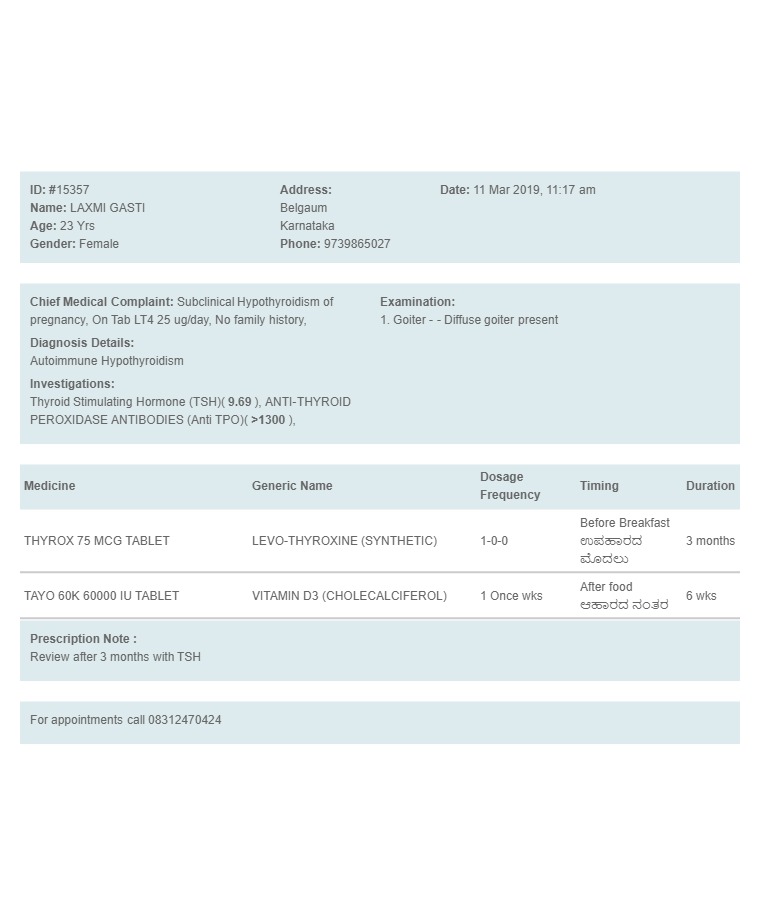 ID: #15357
Name: LAXMI GASTI
Age: 23 Yrs
Gender: Female
Address:
Belgaum
Karnataka
Phone: 9739865027
Date: 11 Mar 2019, 11:17 am
Chief Medical Complaint: Subclinical Hypothyroidism of
pregnancy, On Tab LT4 25 ug/day, No family history,
Diagnosis Details:
Autoimmune Hypothyroidism
Investigations:
Thyroid Stimulating Hormone (TSH)( 9.69 ), ANTI-THYROID
PEROXIDASE ANTIBODIES (Anti TPO)( >1300 ),
Examination:
1. Goiter - - Diffuse goiter present
Medicine Generic Name Dosage Frequency Timing Duration
THYROX 75 MCG TABLET LEVO-THYROXINE (SYNTHETIC) 1-0-0 Before Breakfast
ಉಪಹಾರದ
ಮೊದಲು 3 months
TAYO 60K 60000 IU TABLET VITAMIN D3 (CHOLECALCIFEROL) 1 Once wks After food
ಆಹಾರದ ನಂತರ 6 wks
Prescription Note :
Review after 3 months with TSH
For appointments call 08312470424